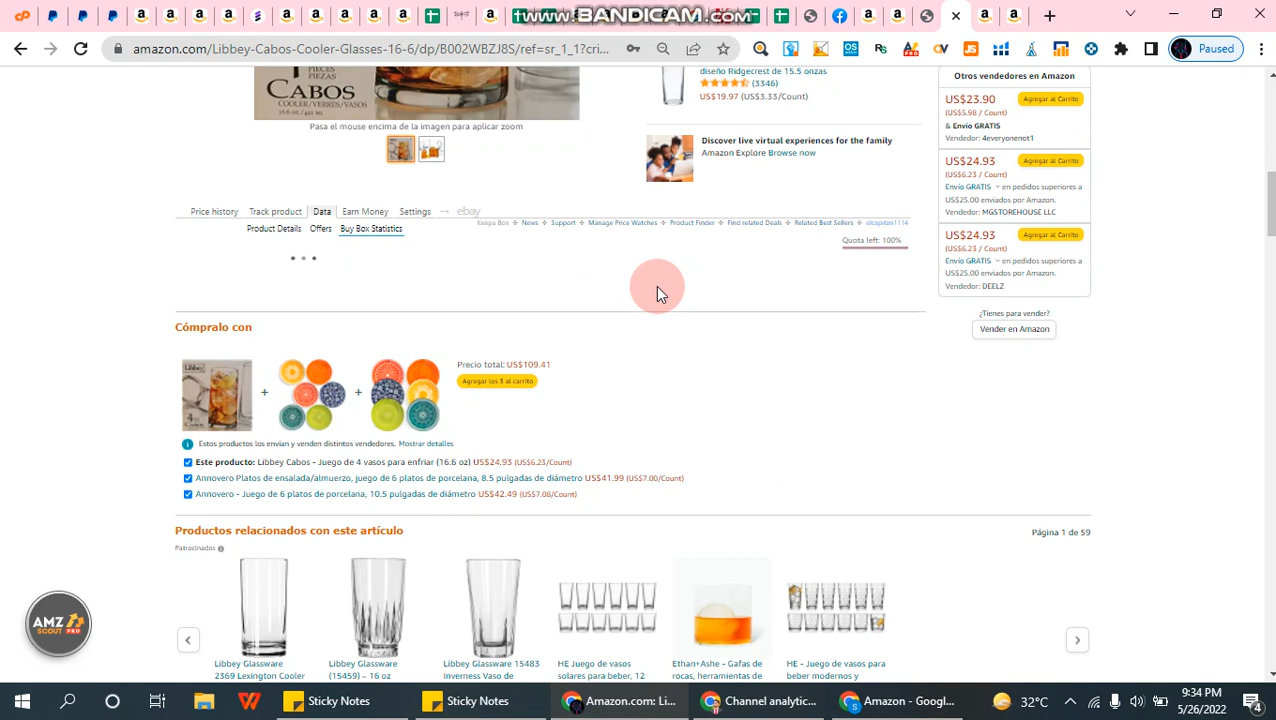 www.BANDICAM.com
amazon.com/Libbey-Cabos-Cooler-Glasses-16-6/dp/B002WBZJ8S/ref=sr_1_1?cri...
Paused
PIECES
PIEZAS
CABOS
COOLER/VERRES/VASOS
Pasa el mouse encima de la imagen para aplicar zoom
diseño Ridgecrest de 15.5 onzas
(3346)
US$19.97 (US$3.33/Count)
Discover live virtual experiences for the family
Amazon Explore Browse now
Otros vendedores en Amazon
US$23.90
Agregar al Carrito
(US$5.98 / Count)
& Envío GRATIS
Vendedor: 4everyonenot1
US$24.93
Agregar al Carrito
(US$6.23 / Count)
Envío GRATIS en pedidos superiores a
US$25.00 enviados por Amazon.
Vendedor: MGSTOREHOUSE LLC
US$24.93
Agregar al Carrito
(US$6.23 / Count)
Envío GRATIS en pedidos superiores a
US$25.00 enviados por Amazon.
Vendedor: DEELZ
¿Tienes para vender?
Vender en Amazon
Price history Track product Data Earn Money Settings → ebay
Keepa Box News Support Manage Price Watches Product Finder Find related Deals Related Best Sellers elcapitan1114
Product Details Offers Buy Box Statistics
Quota left: 100%
Cómpralo con
Libbey
Precio total: US$109.41
Agregar los 3 al carrito
Estos productos los envían y venden distintos vendedores. Mostrar detalles
Este producto: Libbey Cabos - Juego de 4 vasos para enfriar (16.6 oz) US$24.93 (US$6.23/Count)
Annovero Platos de ensalada/almuerzo, juego de 6 platos de porcelana, 8.5 pulgadas de diámetro US$41.99 (US$7.00/Count)
Annovero - Juego de 6 platos de porcelana, 10.5 pulgadas de diámetro US$42.49 (US$7.08/Count)
Productos relacionados con este artículo
Página 1 de 59
Patrocinados
Libbey Glassware
2369 Lexington Cooler
Libbey Glassware
(15459) – 16 oz
Libbey Glassware 15483
Inverness Vaso de
HE Juego de vasos
solares para beber, 12
Ethan+Ashe - Gafas de
rocas, herramientas de
HE - Juego de vasos para
beber modernos y
AMZ
SCOUT
PRO
Sticky Notes
Sticky Notes
Amazon.com: Li...
Channel analytic...
Amazon - Googl...
32°C
9:34 PM
5/26/2022
4